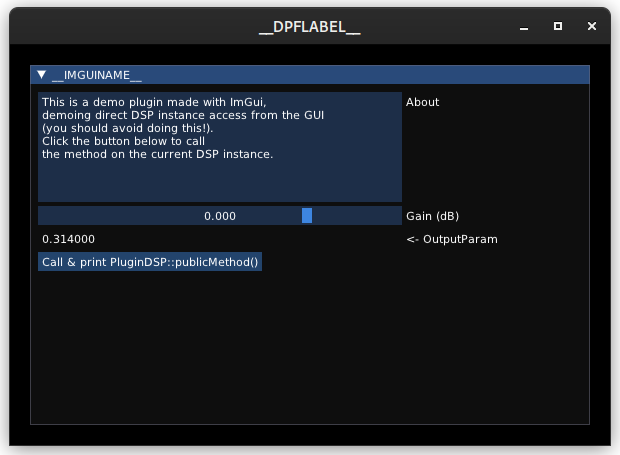 __DPFLABEL__
__IMGUINAME__
This is a demo plugin made with ImGui,
demoing direct DSP instance access from the GUI
(you should avoid doing this!).
Click the button below to call
the method on the current DSP instance.
About
0.000
Gain (dB)
0.314000
<- OutputParam
Call & print PluginDSP::publicMethod()